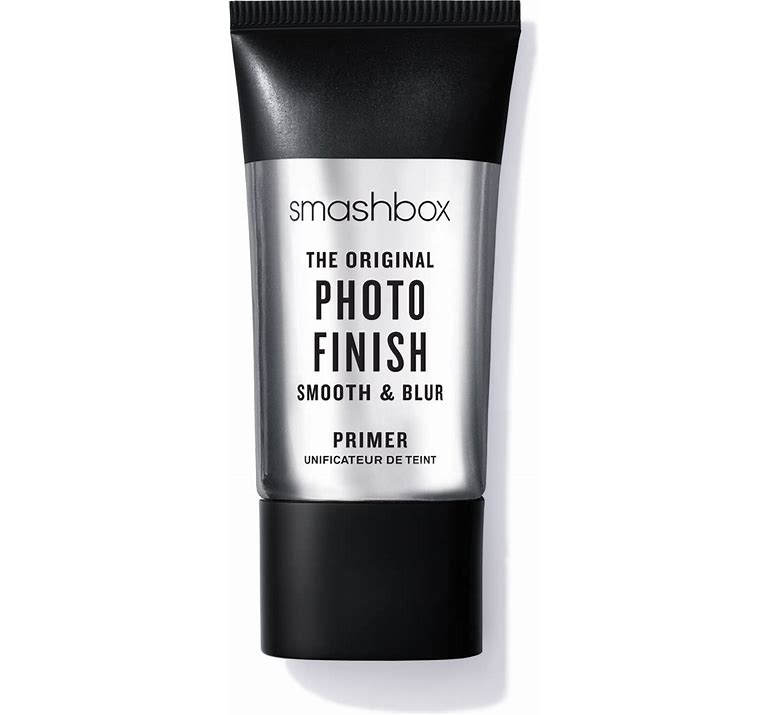 smashbox
THE ORIGINAL
PHOTO
FINISH
SMOOTH & BLUR
PRIMER
UNIFICATEUR DE TEINT